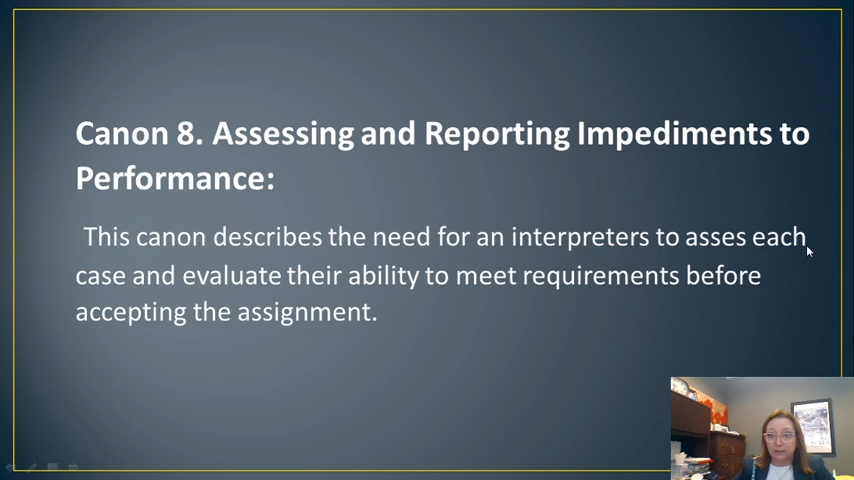 Canon 8. Assessing and Reporting Impediments to
Performance:
This canon describes the need for an interpreters to asses each
case and evaluate their ability to meet requirements before
accepting the assignment.